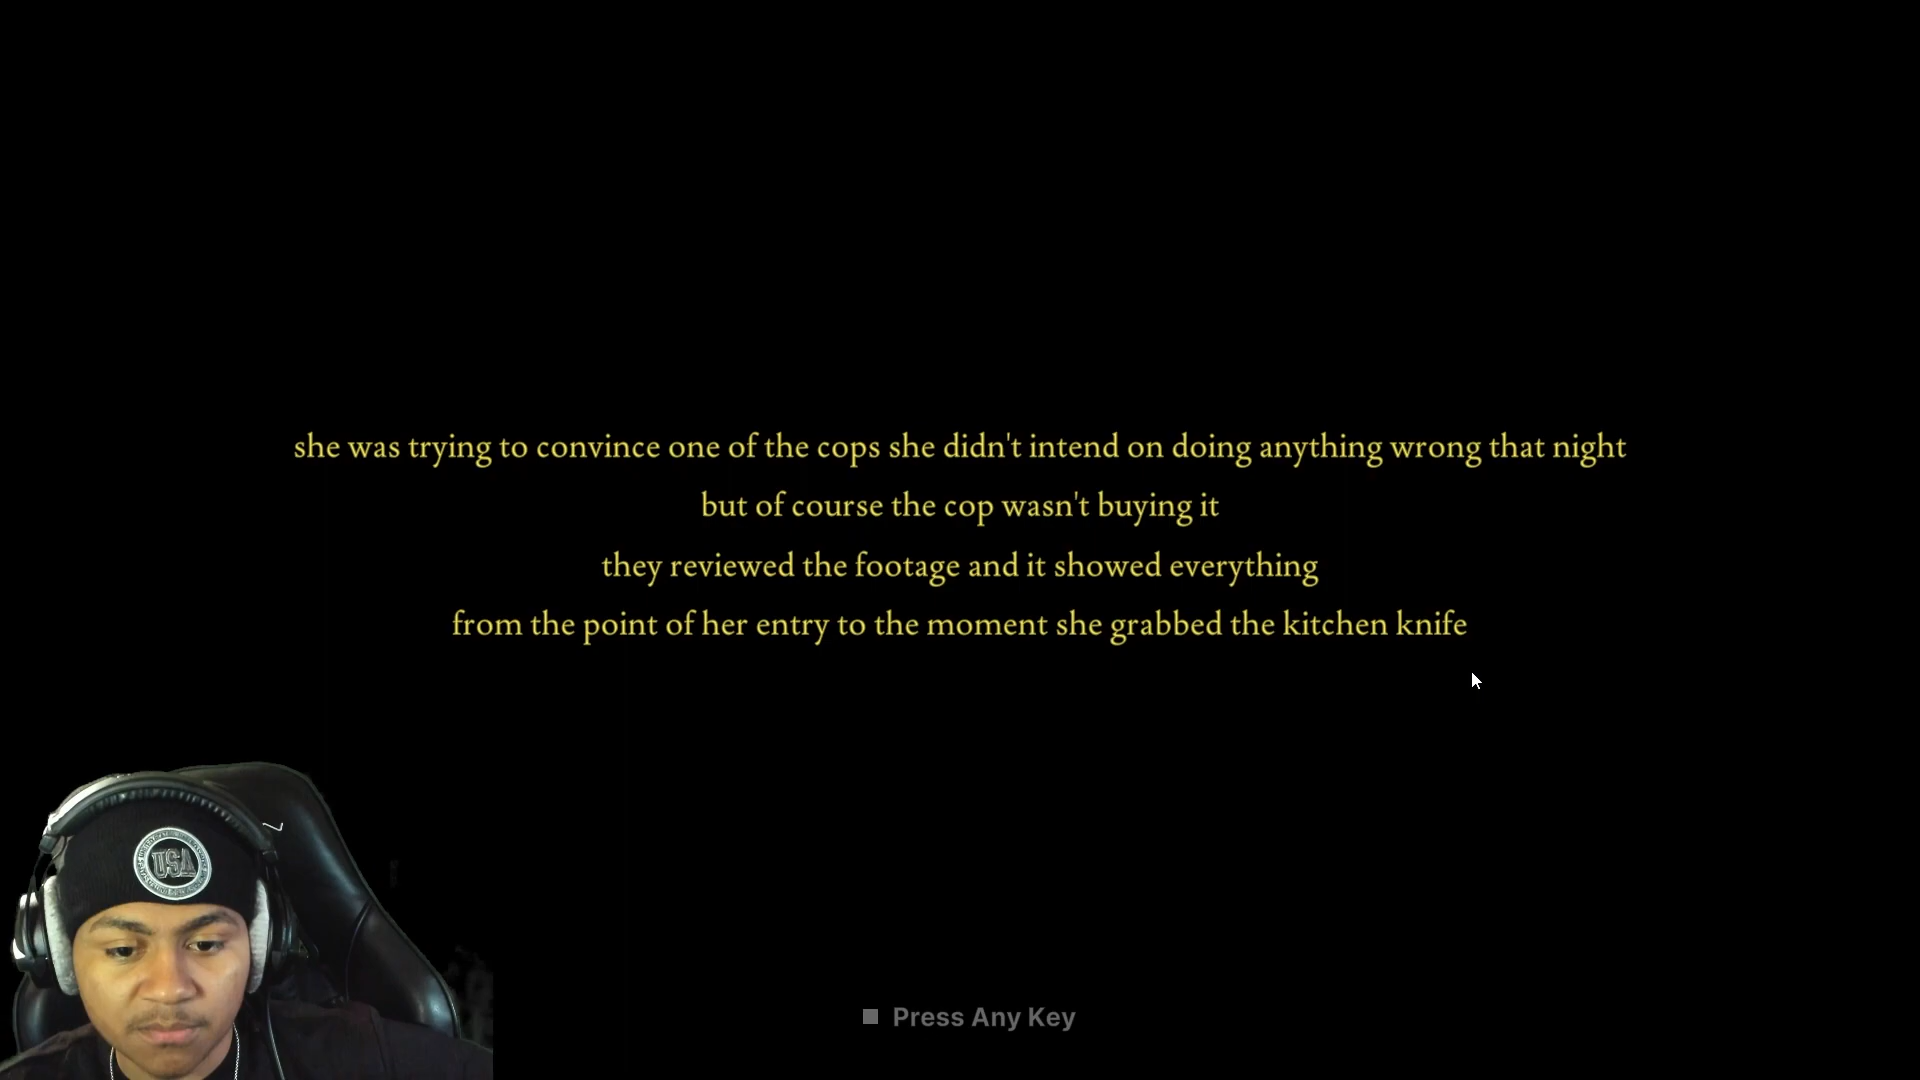 she was trying to convince one of the cops she didn't intend on doing anything wrong that night
but of course the cop wasn't buying it
they reviewed the footage and it showed everything
from the point of her entry to the moment she grabbed the kitchen knife
USA
Press Any Key